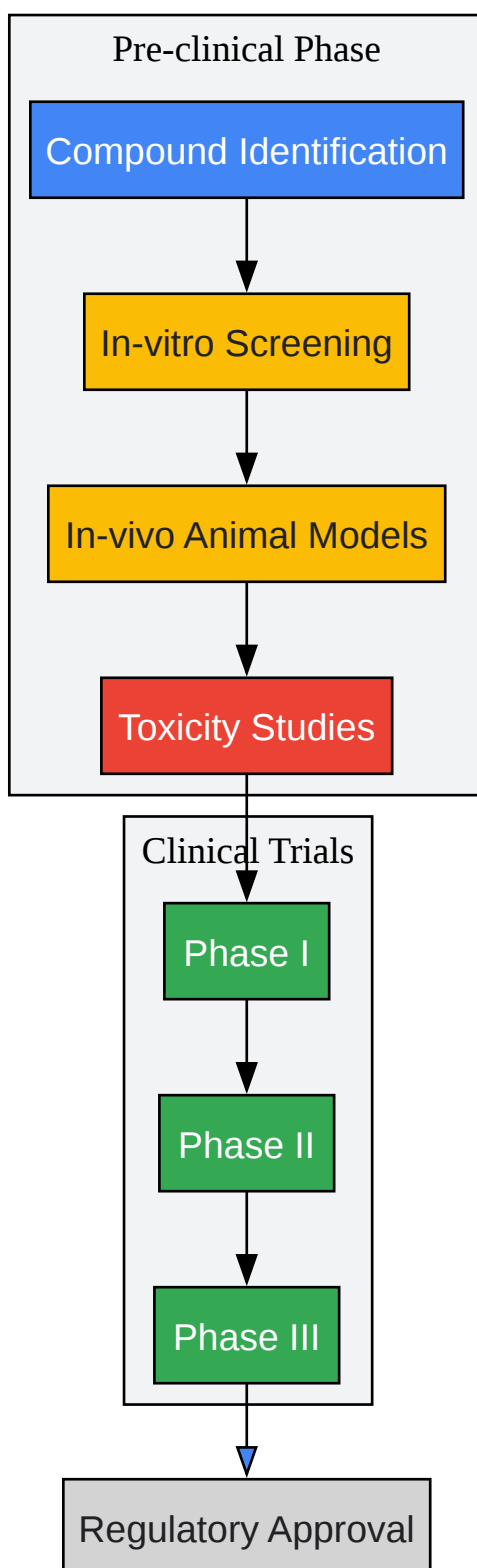 Pre-clinical Phase
Compound Identification
In-vitro Screening
In-vivo Animal Models
Toxicity Studies
Clinical Trials
Phase I
Phase II
Phase III
Regulatory Approval